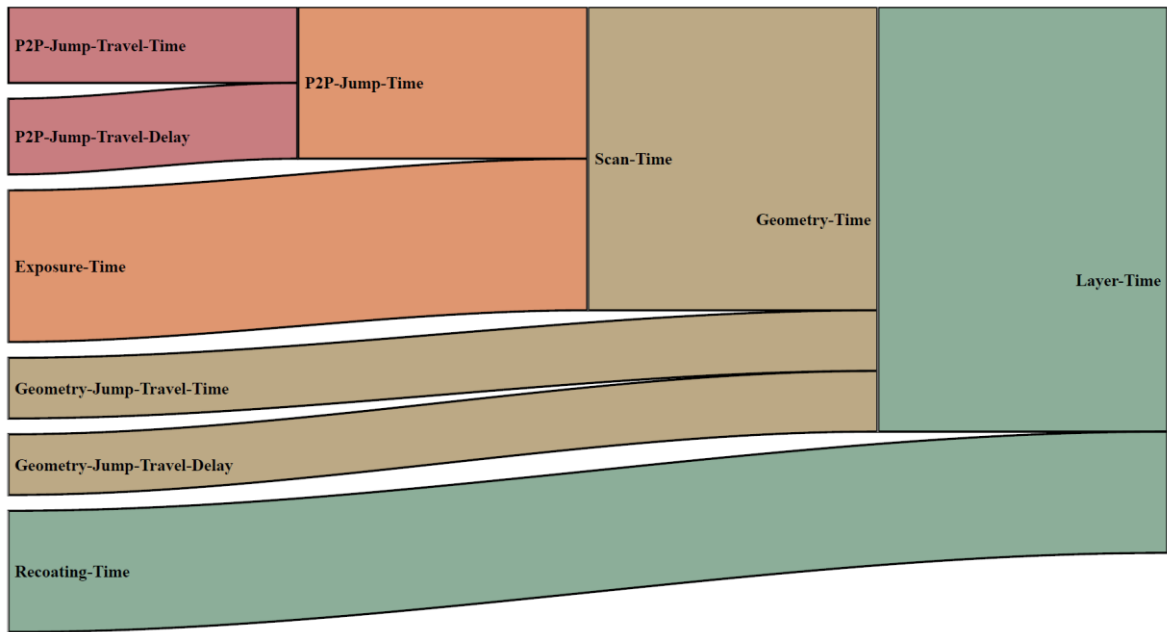 P2P-Jump-Travel-Time
P2P-Jump-Time
P2P-Jump-Travel-Delay
Scan-Time
Geometry-Time
Exposure-Time
Layer-Time
Geometry-Jump-Travel-Time
Geometry-Jump-Travel-Delay
Recoating-Time